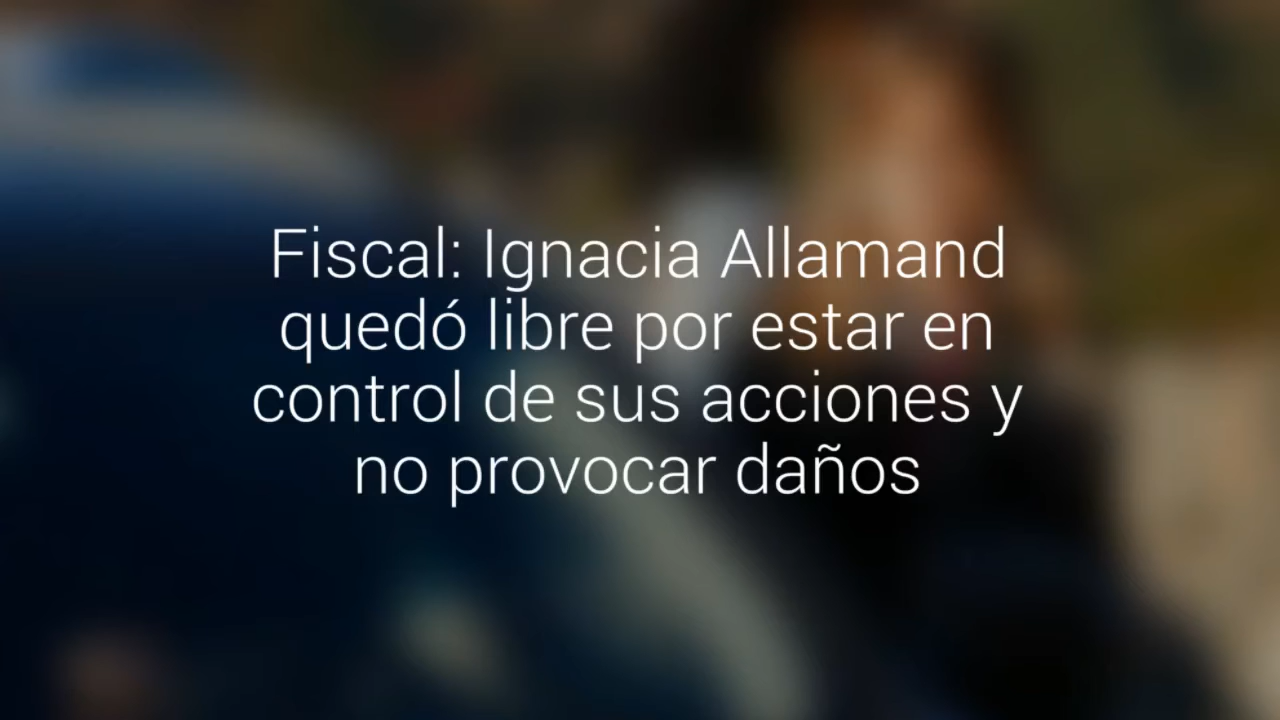 Fiscal: Ignacia Allamand
quedó libre por estar en
control de sus acciones y
no provocar daños